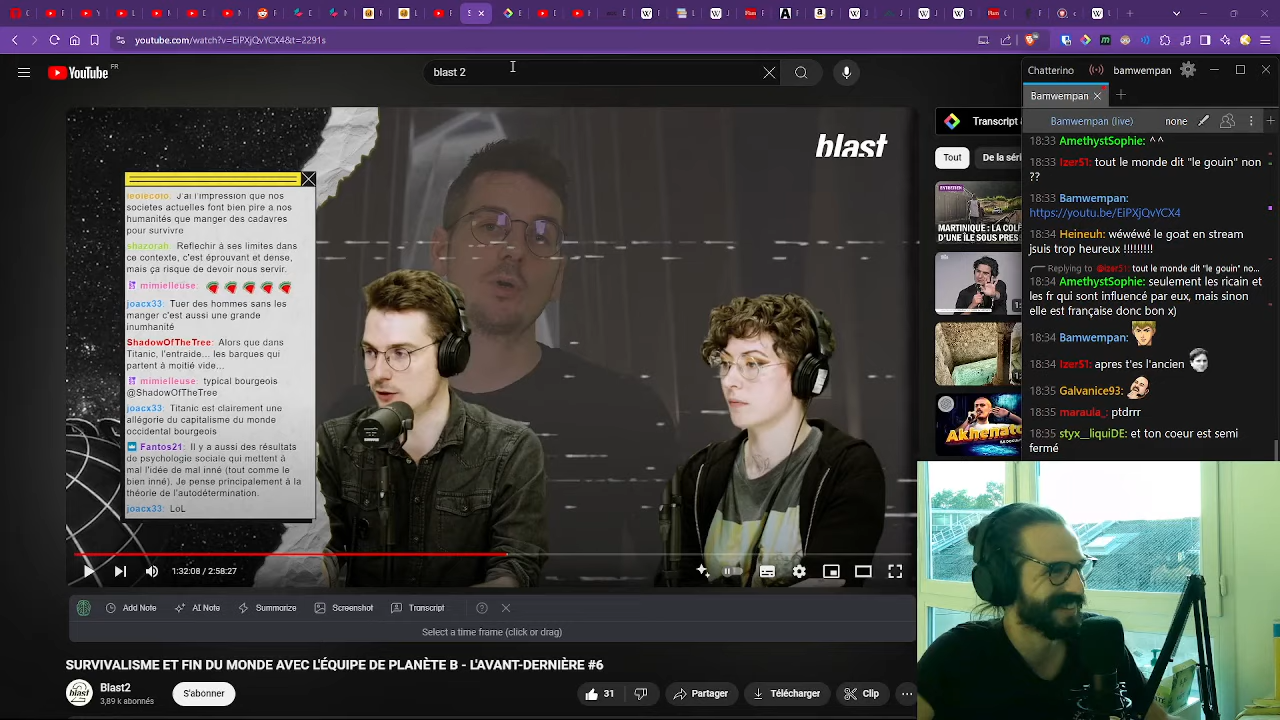 youtube.com/watch?v=EiPXjQvYCX4&t=2291s
YouTube FR
blast 2
blast
leolecolo: J'ai l'impression que nos
societes actuelles font bien pire a nos
humanités que manger des cadavres
pour survivre
shazorah: Reflechir à ses limites dans
ce contexte, c'est éprouvant et dense,
mais ça risque de devoir nous servir.
mimielleuse:
joacx33: Tuer des hommes sans les
manger c'est aussi une grande
inumhanité
ShadowOfTheTree: Alors que dans
Titanic, l'entraide... les barques qui
partent à moitié vide...
mimielleuse: typical bourgeois
@ShadowOfTheTree
joacx33: Titanic est clairement une
allégorie du capitalisme du monde
occidental bourgeois
Fantos21: Il y a aussi des résultats
de psychologie sociale qui mettent à
mal l'idée de mal inné (tout comme le
bien inné). Je pense principalement à la
théorie de l'autodétermination.
joacx33: LoL
1:32:08 / 2:58:27
Add Note
AI Note
Summarize
Screenshot
Transcript
Select a time frame (click or drag)
SURVIVALISME ET FIN DU MONDE AVEC L'ÉQUIPE DE PLANÈTE B - L'AVANT-DERNIÈRE #6
blast
Blast2
3,89 k abonnés
S'abonner
31
Partager
Télécharger
Clip
Transcript &
Tout
De la séri
ENTRETIEN
MARTINIQUE : LA COL
D'UNE ÎLE SOUS PRES
Akhenato
Chatterino
bamwempan
Bamwempan
Bamwempan (live)
none
18:33 AmethystSophie: ^^
18:33 Izer51: tout le monde dit "le gouin" non
??
18:33 Bamwempan:
https://youtu.be/EiPXjQvYCX4
18:34 Heineuh: wéwéwé le goat en stream
jsuis trop heureux !!!!!!!!
Replying to @Izer51: tout le monde dit "le go...
18:34 AmethystSophie: seulement les ricain et
les fr qui sont influencé par eux, mais sinon
elle est française donc bon x)
18:34 Bamwempan:
18:34 Izer51: apres t'es l'ancien
18:35 Galvanice93:
18:35 maraula_: ptdrrr
18:35 styx_liquiDE: et ton coeur est semi
fermé